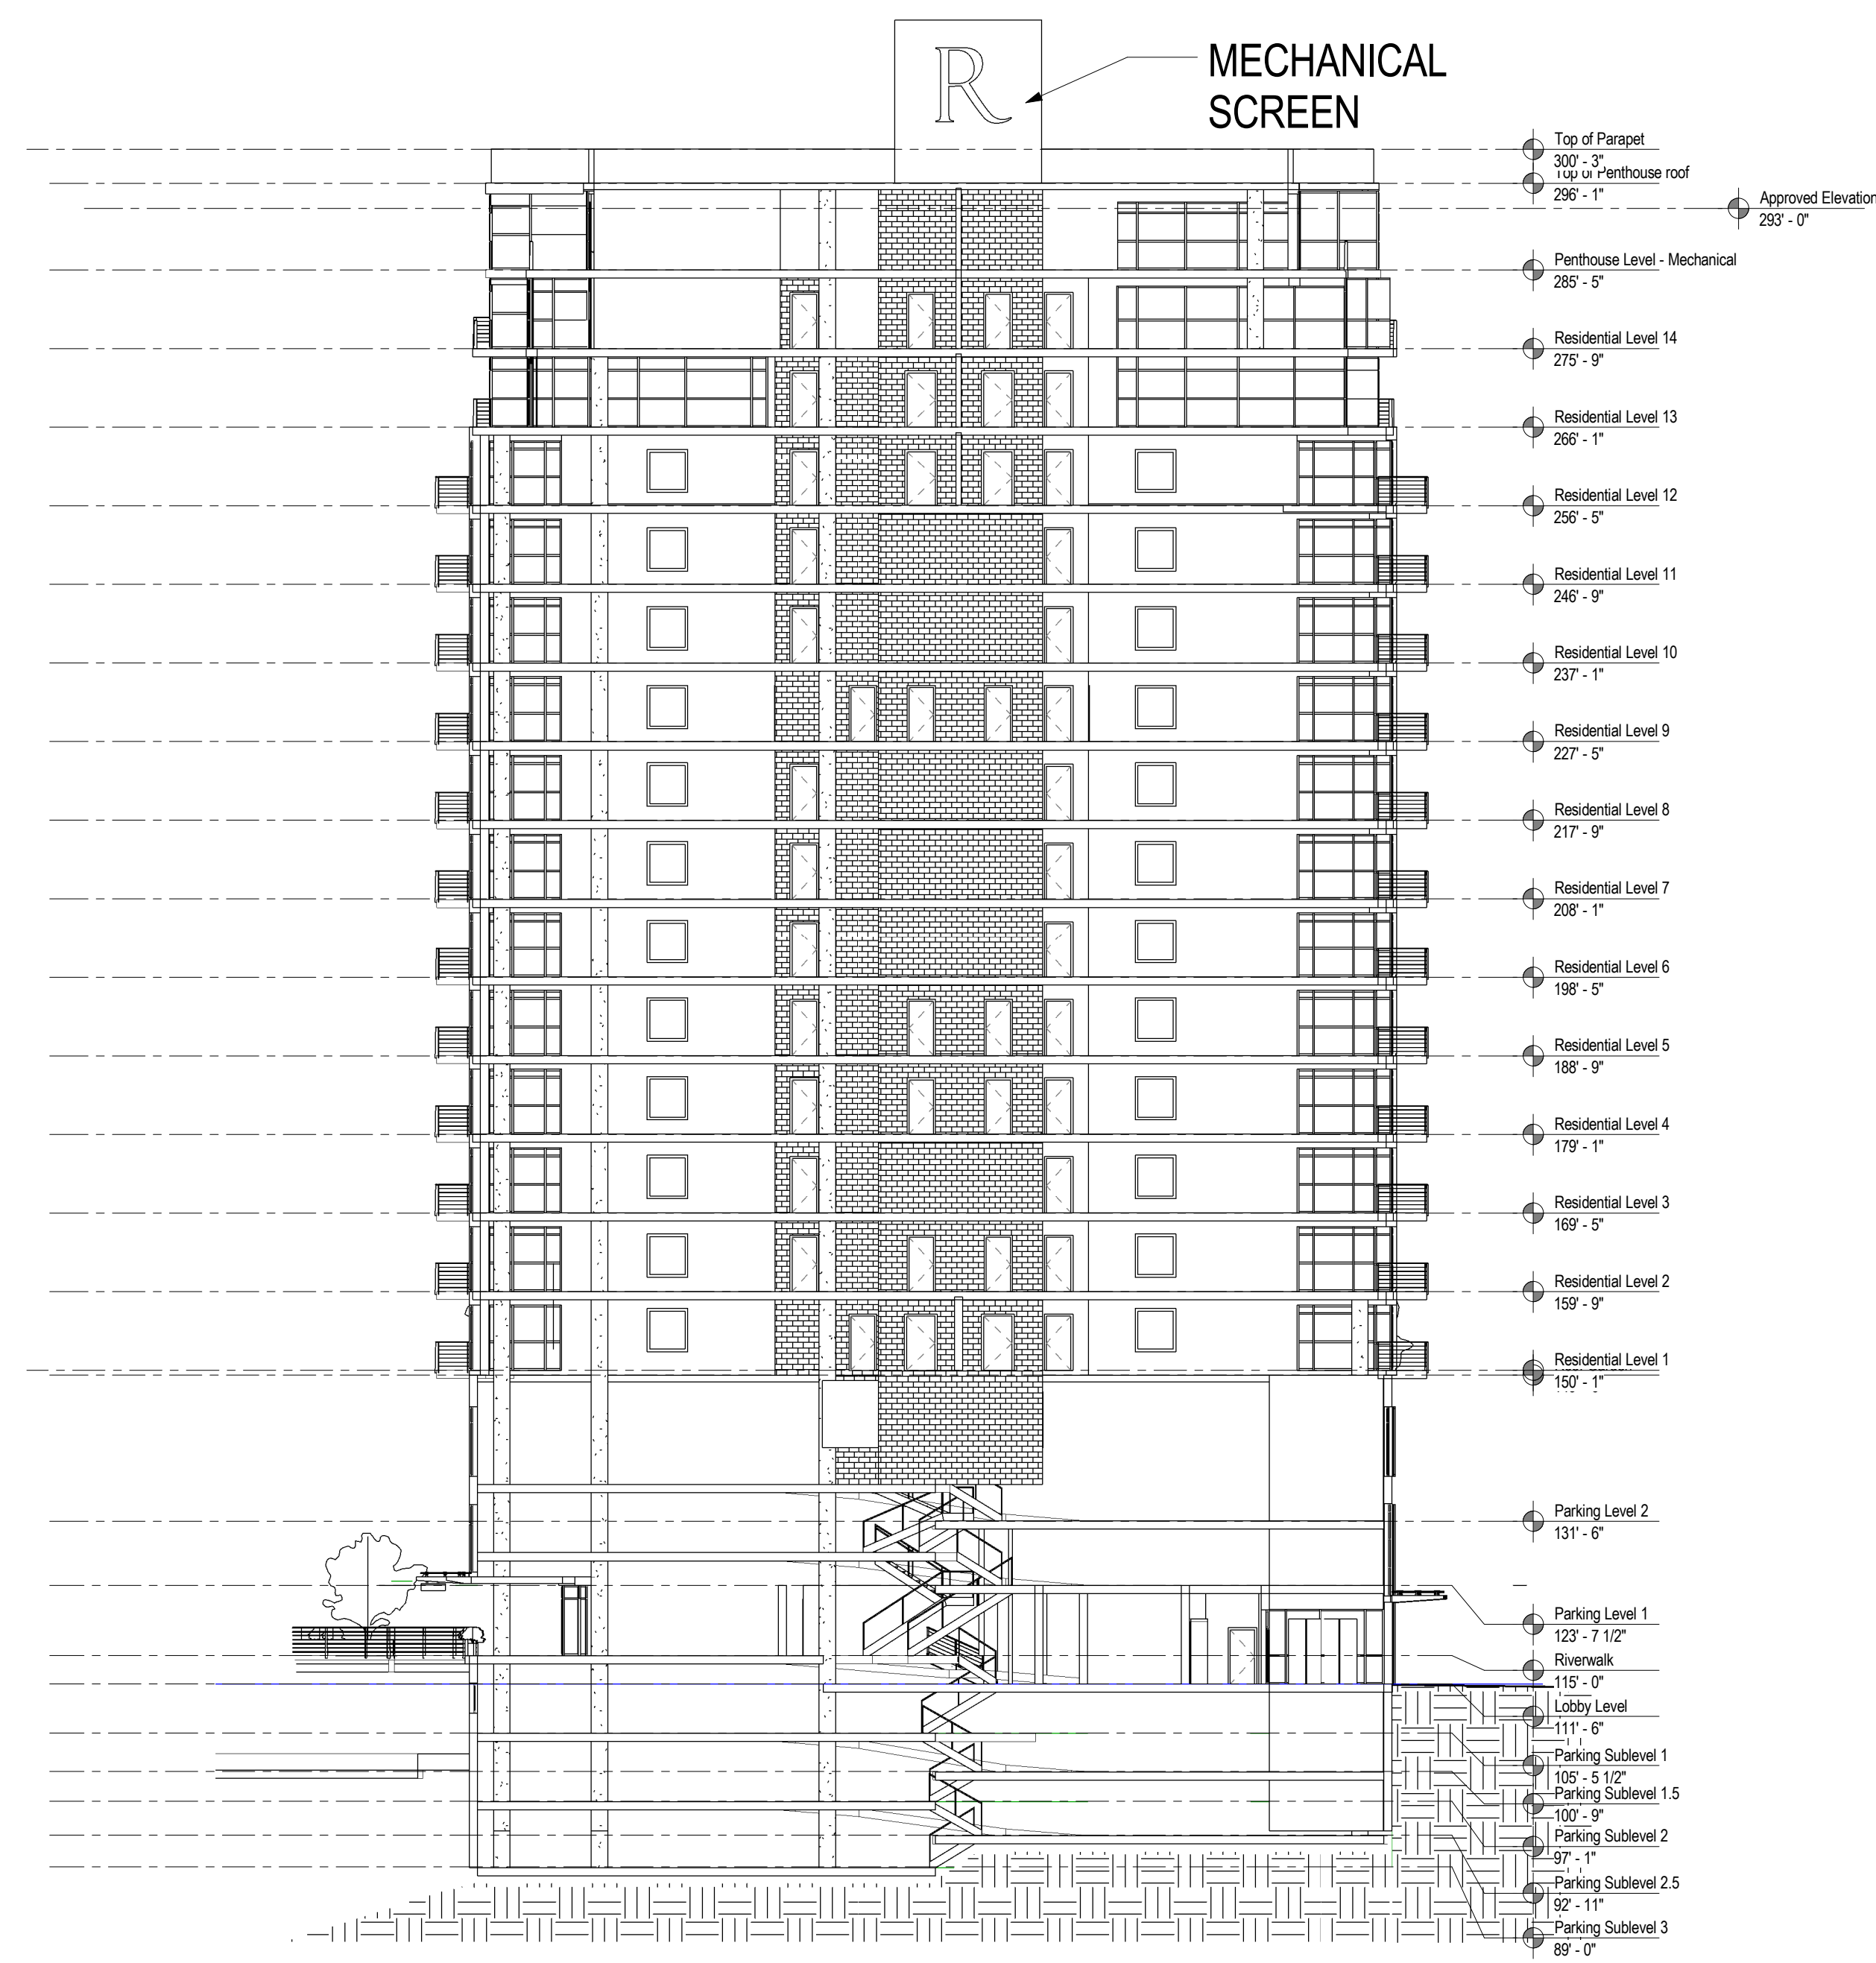 R
MECHANICAL
SCREEN
Top of Parapet
300' - 3"
Top of Penthouse roof
296' - 1"
Approved Elevation
293' - 0"
Penthouse Level - Mechanical
285' - 5"
Residential Level 14
275' - 9"
Residential Level 13
266' - 1"
Residential Level 12
256' - 5"
Residential Level 11
246' - 9"
Residential Level 10
237' - 1"
Residential Level 9
227' - 5"
Residential Level 8
217' - 9"
Residential Level 7
208' - 1"
Residential Level 6
198' - 5"
Residential Level 5
188' - 9"
Residential Level 4
179' - 1"
Residential Level 3
169' - 5"
Residential Level 2
159' - 9"
Residential Level 1
150' - 1"
Parking Level 2
131' - 6"
Parking Level 1
123' - 7 1/2"
Riverwalk
115' - 0"
Lobby Level
111' - 6"
Parking Sublevel 1
105' - 5 1/2"
Parking Sublevel 1.5
100' - 9"
Parking Sublevel 2
97' - 1"
Parking Sublevel 2.5
92' - 11"
Parking Sublevel 3
89' - 0"